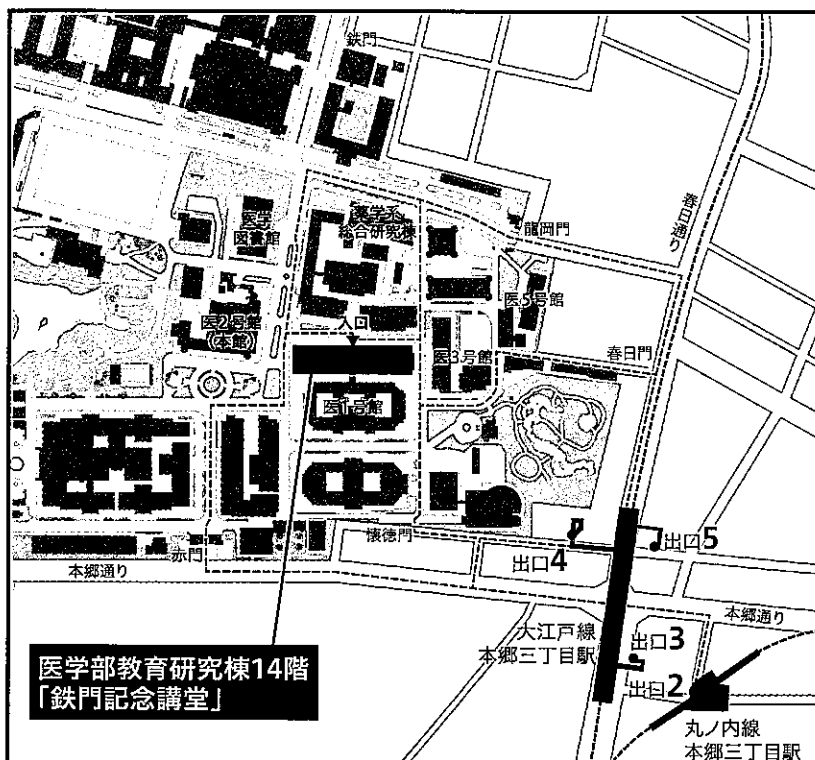 鉄門
春日通り
医学
図書館
薬学系
総合研究棟
龍岡門
医5号館
医2号館
(本館)
入口
医3号館
春日門
医1号館
懐徳門
赤門
本郷通り
出口4
出口5
本郷通り
大江戸線
本郷三丁目駅
出口3
出口2
医学部教育研究棟14階
「鉄門記念講堂」
丸ノ内線
本郷三丁目駅